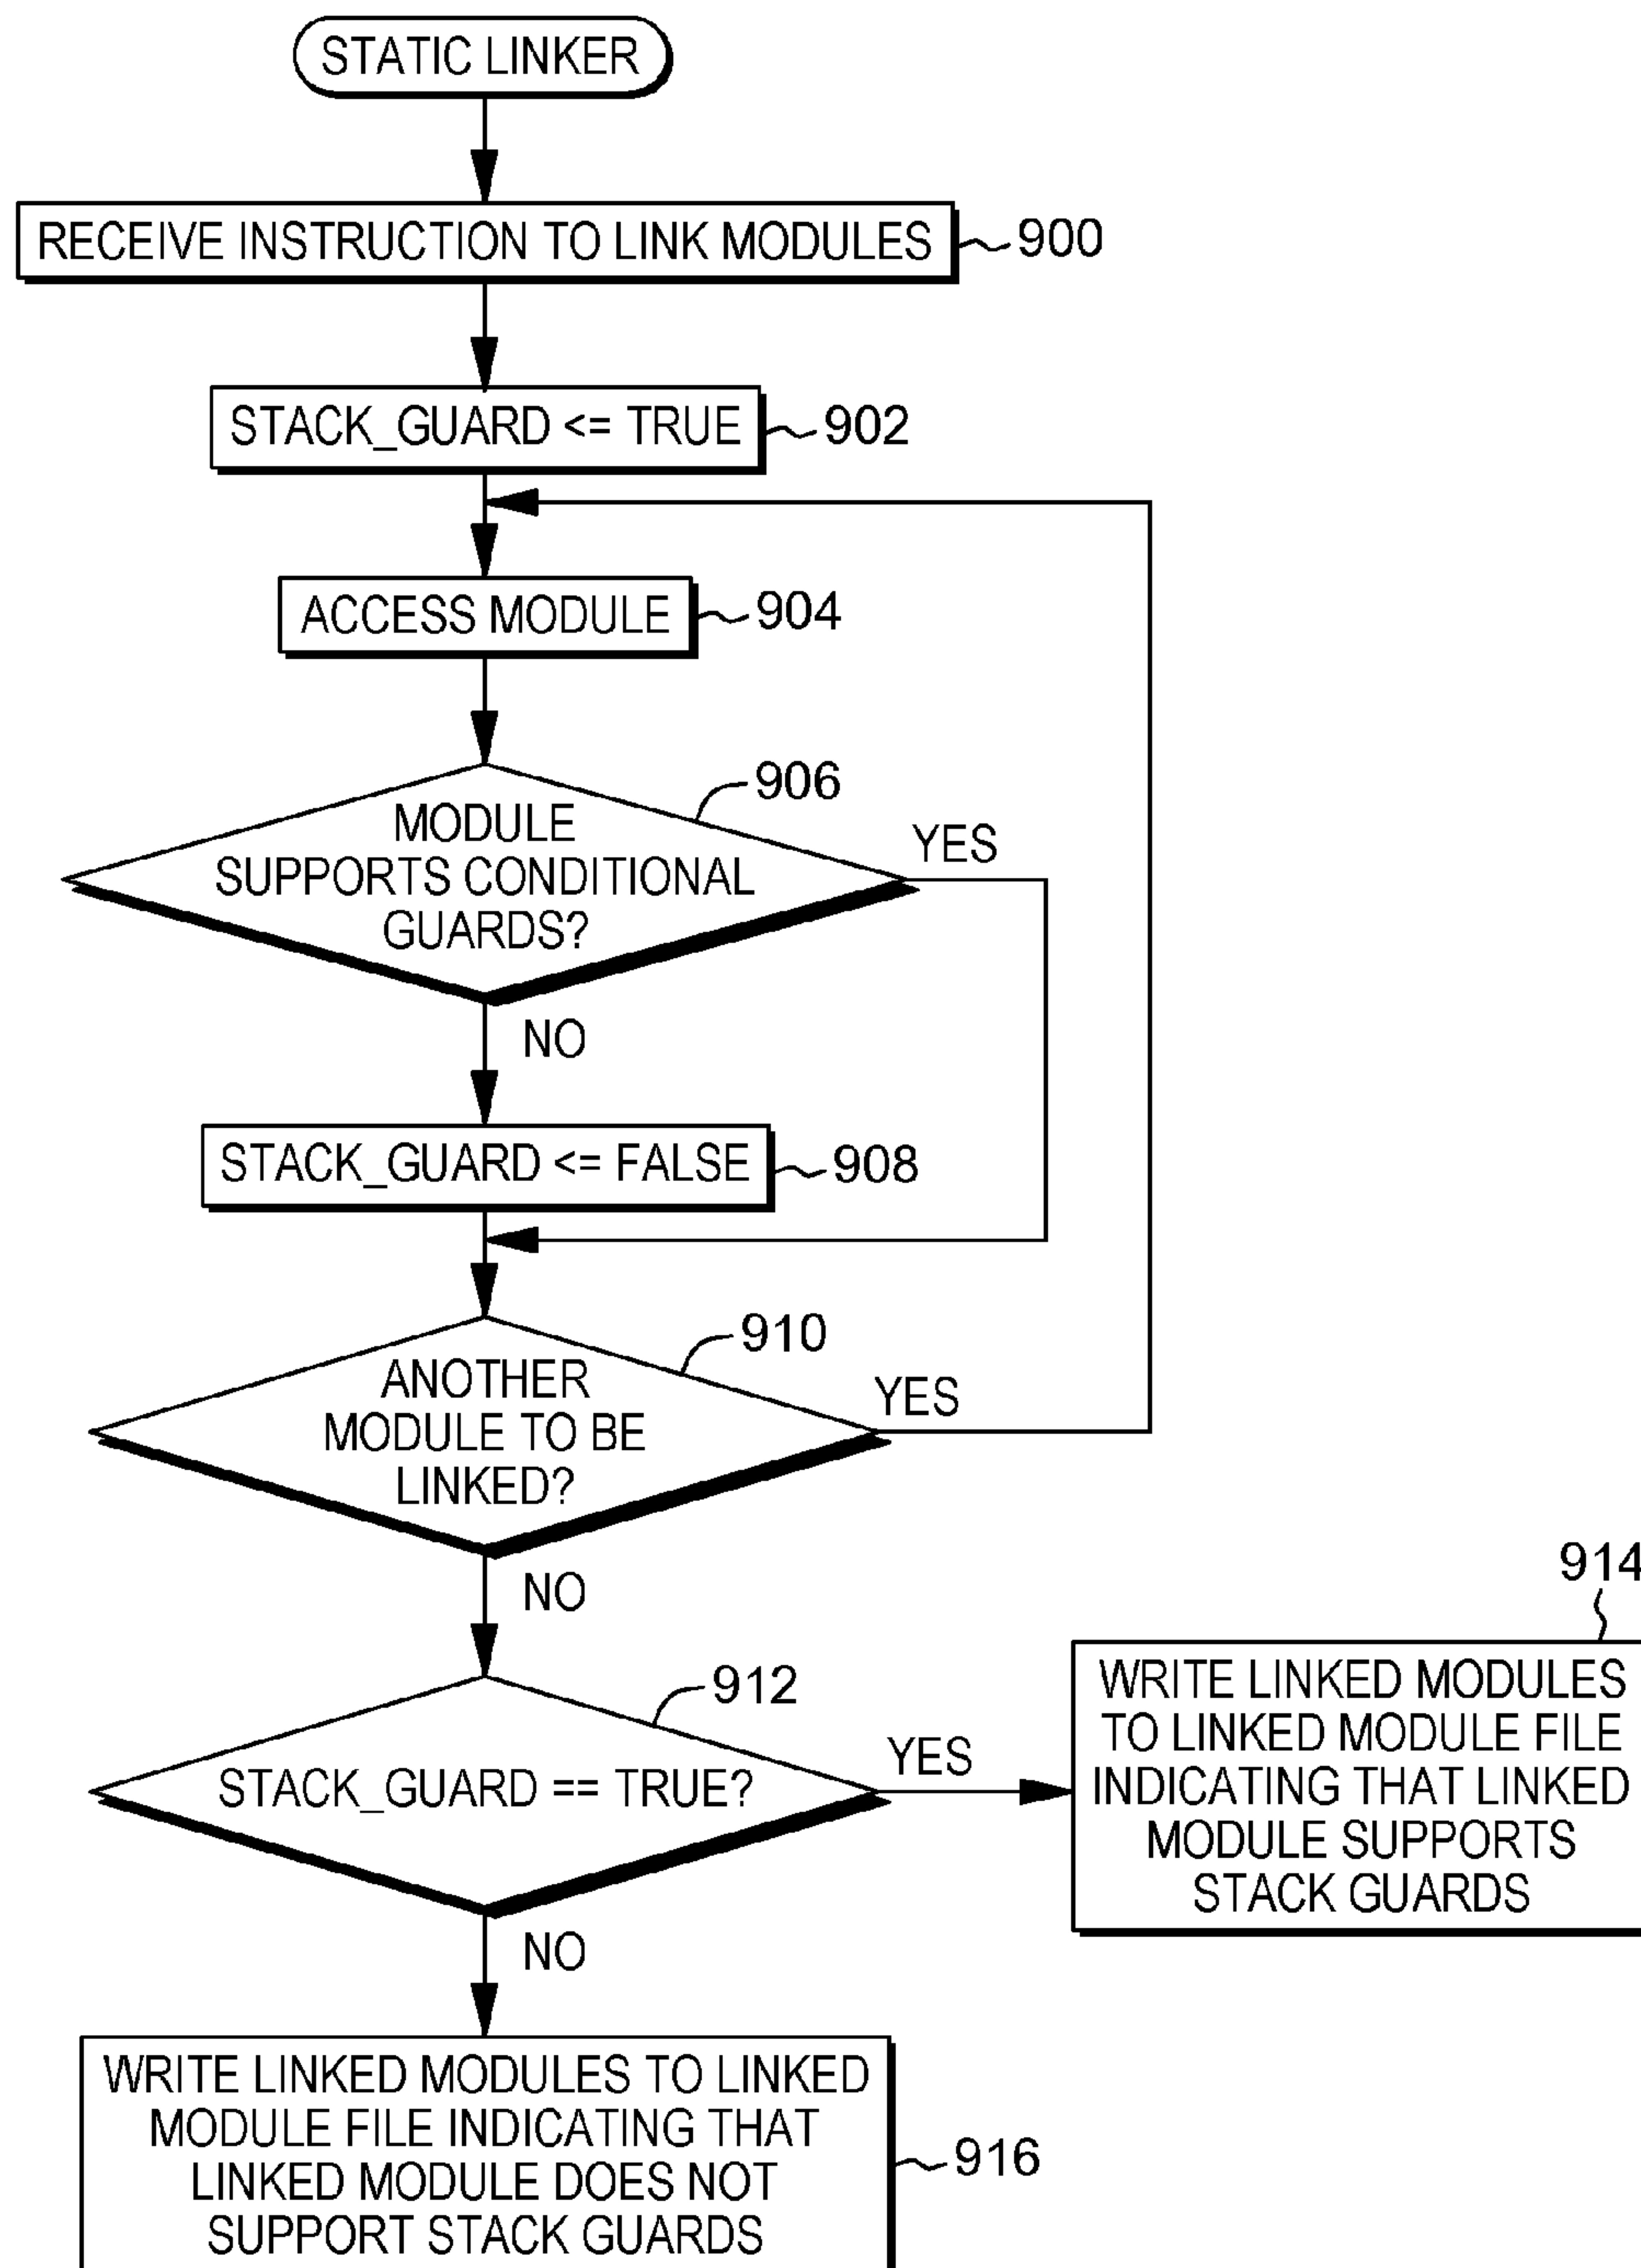 STATIC LINKER
RECEIVE INSTRUCTION TO LINK MODULES
900
STACK_GUARD <= TRUE
902
ACCESS MODULE
904
906
MODULE
SUPPORTS CONDITIONAL
GUARDS?
YES
NO
STACK_GUARD <= FALSE
908
910
ANOTHER
MODULE TO BE
LINKED?
YES
NO
912
STACK_GUARD == TRUE?
YES
NO
914
WRITE LINKED MODULES
TO LINKED MODULE FILE
INDICATING THAT LINKED
MODULE SUPPORTS
STACK GUARDS
WRITE LINKED MODULES TO LINKED
MODULE FILE INDICATING THAT
LINKED MODULE DOES NOT
SUPPORT STACK GUARDS
916